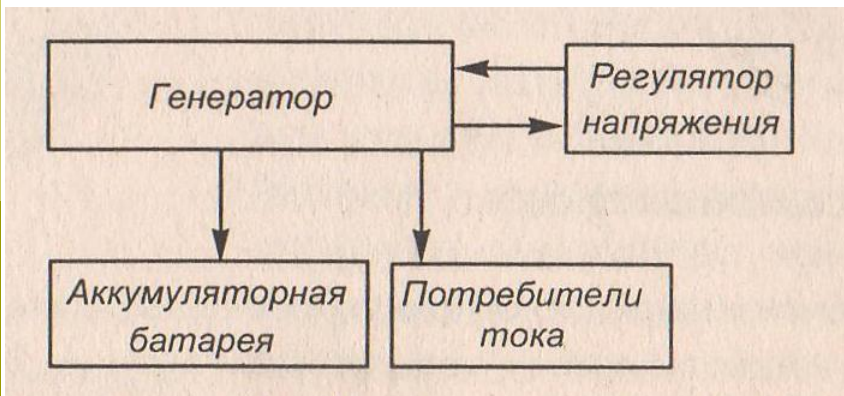 Генератор
Регулятор
напряжения
Аккумуляторная
батарея
Потребители
тока